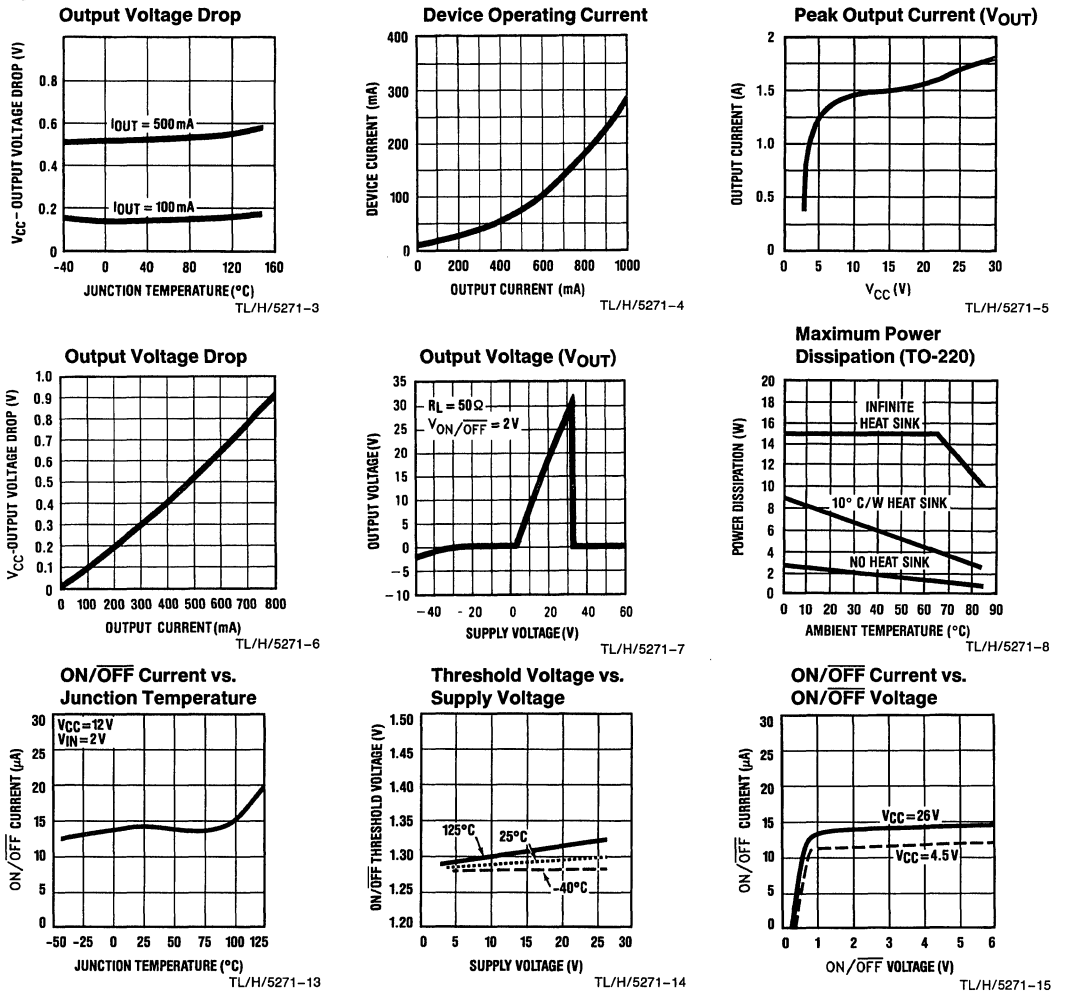 Output Voltage Drop
VCC – OUTPUT VOLTAGE DROP (V)
0.8
0.6
0.4
0.2
0
IOUT = 500 mA
IOUT = 100 mA
-40 0 40 80 120 160
JUNCTION TEMPERATURE (°C)
TL/H/5271–3
Device Operating Current
DEVICE CURRENT (mA)
400
300
200
100
0
0 200 400 600 800 1000
OUTPUT CURRENT (mA)
TL/H/5271–4
Peak Output Current (VOUT)
OUTPUT CURRENT (A)
2
1.5
1.0
0.5
0
0 5 10 15 20 25 30
VCC (V)
TL/H/5271–5
Output Voltage Drop
VCC-OUTPUT VOLTAGE DROP (V)
1.0
0.9
0.8
0.7
0.6
0.5
0.4
0.3
0.2
0.1
0
0 100 200 300 400 500 600 700 800
OUTPUT CURRENT (mA)
TL/H/5271–6
Output Voltage (VOUT)
OUTPUT VOLTAGE (V)
35
30
25
20
15
10
5
0
-5
-10
RL = 50Ω
VON/OFF = 2V
-40 -20 0 20 40 60
SUPPLY VOLTAGE (V)
TL/H/5271–7
Maximum Power
Dissipation (TO-220)
POWER DISSIPATION (W)
20
18
16
14
12
10
8
6
4
2
0
INFINITE
HEAT SINK
10° C/W HEAT SINK
NO HEAT SINK
0 10 20 30 40 50 60 70 80 90
AMBIENT TEMPERATURE (°C)
TL/H/5271–8
ON/OFF Current vs.
Junction Temperature
ON/OFF CURRENT (μA)
30
25
20
15
10
5
0
VCC=12V
VIN=2V
-50 -25 0 25 50 75 100 125
JUNCTION TEMPERATURE (°C)
TL/H/5271–13
Threshold Voltage vs.
Supply Voltage
ON/OFF THRESHOLD VOLTAGE (V)
1.50
1.45
1.40
1.35
1.30
1.25
1.20
125°C
25°C
-40°C
0 5 10 15 20 25 30
SUPPLY VOLTAGE (V)
TL/H/5271–14
ON/OFF Current vs.
ON/OFF Voltage
ON/OFF CURRENT (μA)
30
25
20
15
10
5
0
VCC=26V
VCC=4.5V
0 1 2 3 4 5 6
ON/OFF VOLTAGE (V)
TL/H/5271–15